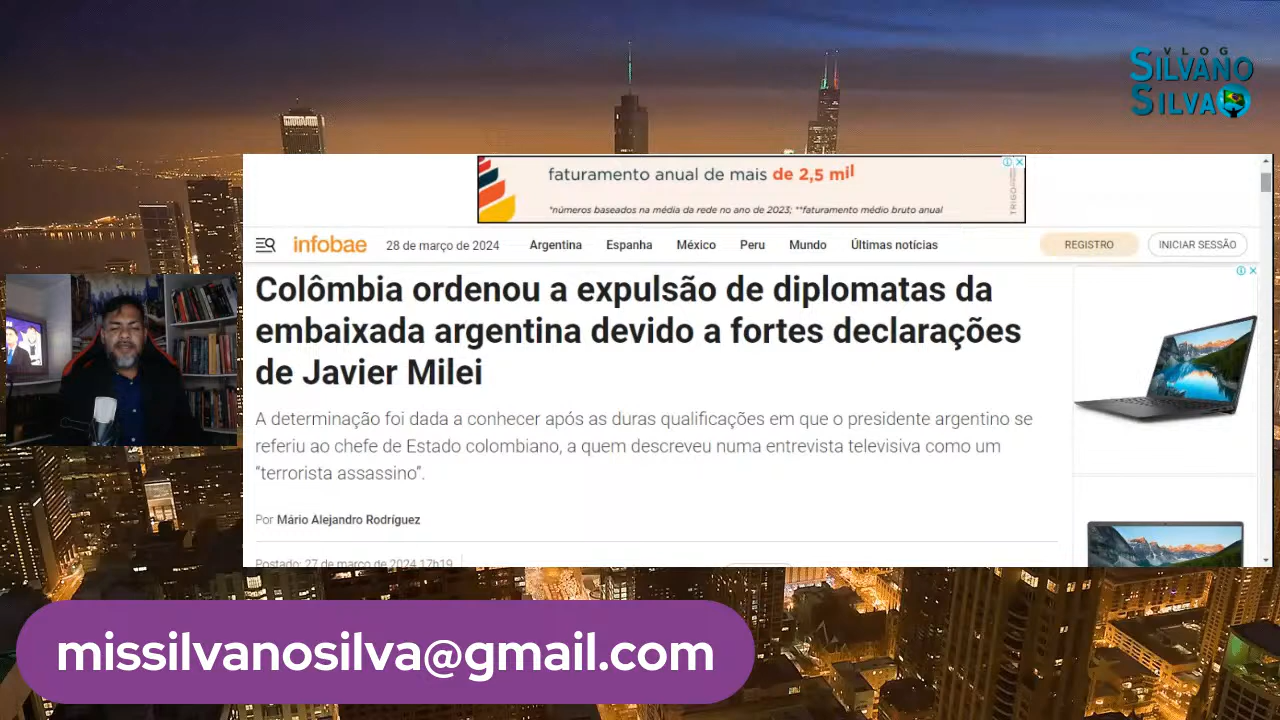 VLOG
SILVANO
SILVA
faturamento anual de mais de 2,5 mil
*números baseados na média da rede no ano de 2023; **faturamento médio bruto anual
TRIGO
infobae
28 de março de 2024
Argentina
Espanha
México
Peru
Mundo
Últimas notícias
REGISTRO
INICIAR SESSÃO
Colômbia ordenou a expulsão de diplomatas da
embaixada argentina devido a fortes declarações
de Javier Milei
A determinação foi dada a conhecer após as duras qualificações em que o presidente argentino se
referiu ao chefe de Estado colombiano, a quem descreveu numa entrevista televisiva como um
“terrorista assassino”.
Por Mário Alejandro Rodríguez
Postado: 27 de março de 2024 17h19
missilvanosilva@gmail.com